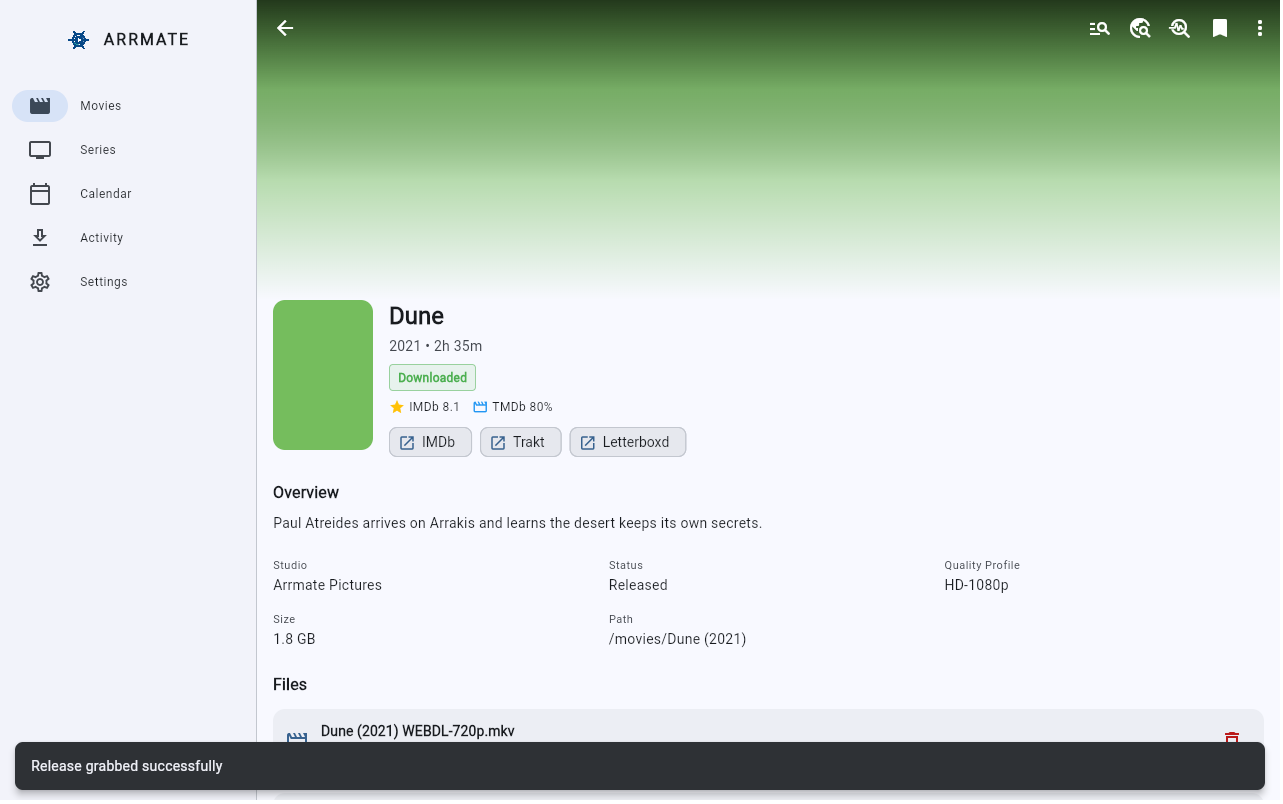 ARRMATE
Movies
Series
Calendar
Activity
Settings
Dune
2021 • 2h 35m
Downloaded
IMDb 8.1 TMDb 80%
IMDb Trakt Letterboxd
Overview
Paul Atreides arrives on Arrakis and learns the desert keeps its own secrets.
Studio Status Quality Profile
Arrmate Pictures Released HD-1080p
Size Path
1.8 GB /movies/Dune (2021)
Files
Dune (2021) WEBDL-720p.mkv
Release grabbed successfully